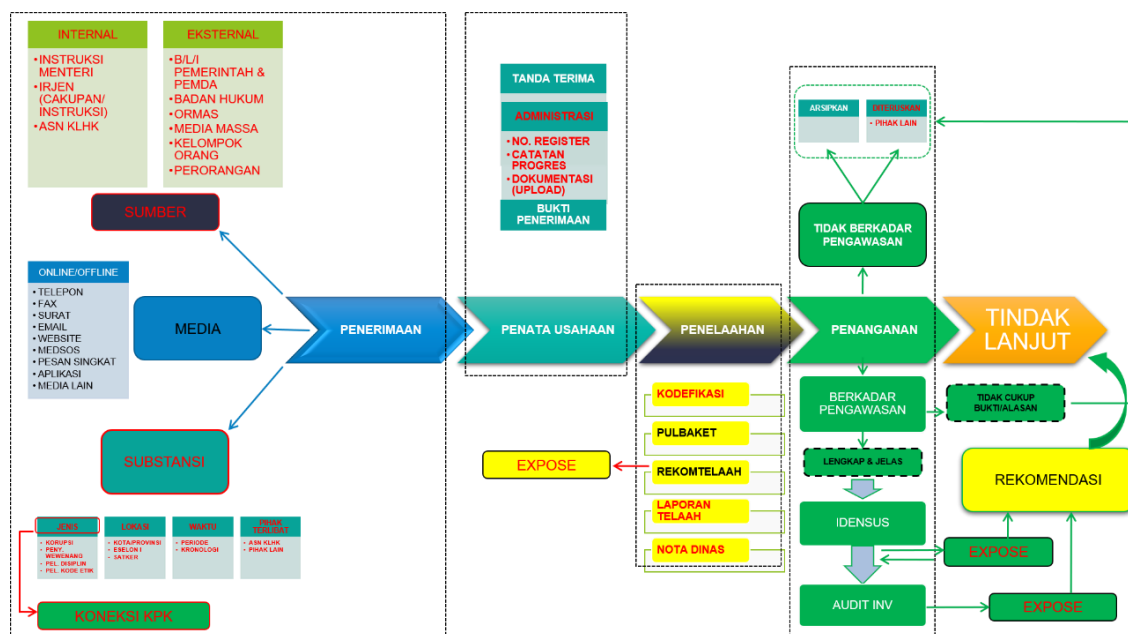 INTERNAL
• INSTRUKSI
MENTERI
• IRJEN
(CAKUPAN/
INSTRUKSI)
• ASN KLHK
EKSTERNAL
• B/L/I
PEMERINTAH &
PEMDA
• BADAN HUKUM
• ORMAS
• MEDIA MASSA
• KELOMPOK
ORANG
• PERORANGAN
SUMBER
ONLINE/OFFLINE
• TELEPON
• FAX
• SURAT
• EMAIL
• WEBSITE
• MEDSOS
• PESAN SINGKAT
• APLIKASI
• MEDIA LAIN
MEDIA
SUBSTANSI
JENIS
• KORUPSI
• PENY.
WEWENANG
• PEL. DISIPLIN
• PEL. KODE ETIK
LOKASI
• KOTA/PROVINSI
• ESELON I
• SATKER
WAKTU
• PERIODE
• KRONOLOGI
PIHAK
TERLIBAT
• ASN KLHK
• PIHAK LAIN
KONEKSI KPK
PENERIMAAN
TANDA TERIMA
ADMINISTRASI
• NO. REGISTER
• CATATAN
PROGRES
• DOKUMENTASI
(UPLOAD)
BUKTI
PENERIMAAN
PENATA USAHAAN
PENELAAHAN
KODEFIKASI
PULBAKET
REKOMTELAAH
LAPORAN
TELAAH
NOTA DINAS
EXPOSE
ARSIPKAN
DITERUSKAN
• PIHAK LAIN
TIDAK BERKADAR
PENGAWASAN
PENANGANAN
BERKADAR
PENGAWASAN
TIDAK CUKUP
BUKTI/ALASAN
LENGKAP & JELAS
IDENSUS
EXPOSE
AUDIT INV
EXPOSE
REKOMENDASI
TINDAK
LANJUT